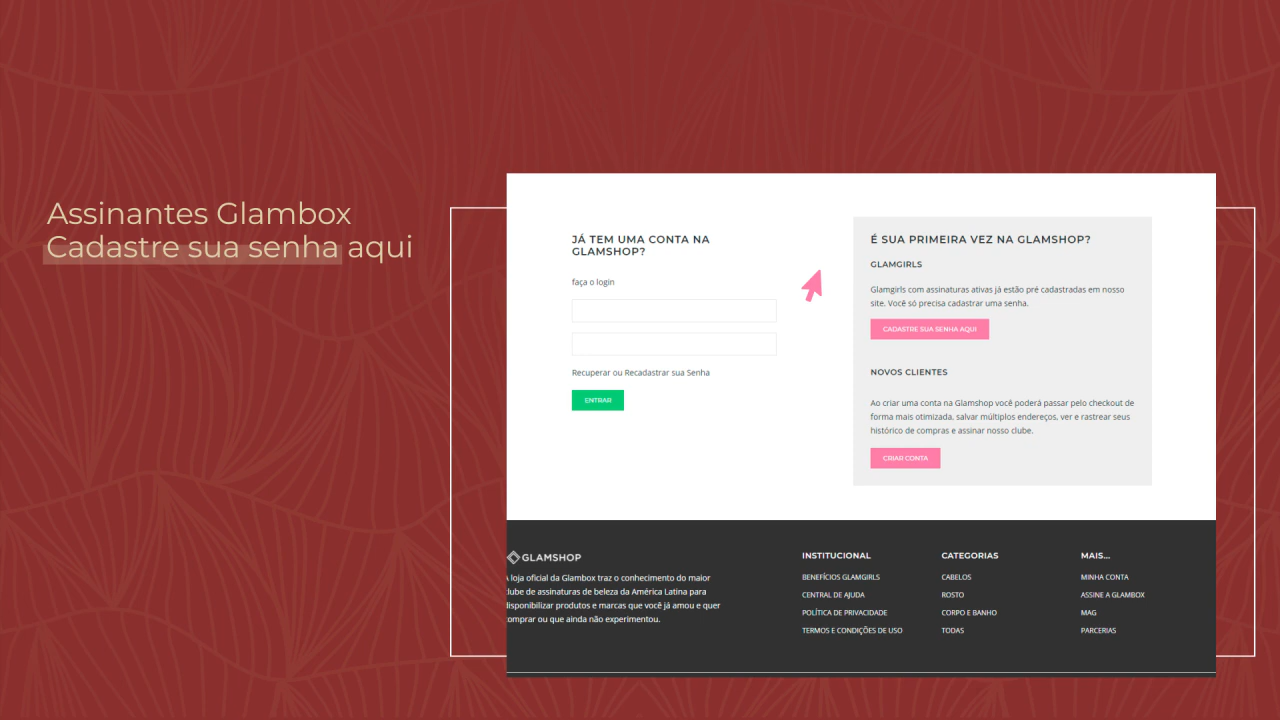 Assinantes Glambox
Cadastre sua senha aqui
JÁ TEM UMA CONTA NA
GLAMSHOP?
faça o login
Recuperar ou Recadastrar sua Senha
ENTRAR
É SUA PRIMEIRA VEZ NA GLAMSHOP?
GLAMGIRLS
Glamgirls com assinaturas ativas já estão pré cadastradas em nosso
site. Você só precisa cadastrar uma senha.
CADASTRE SUA SENHA AQUI
NOVOS CLIENTES
Ao criar uma conta na Glamshop você poderá passar pelo checkout de
forma mais otimizada, salvar múltiplos endereços, ver e rastrear seus
histórico de compras e assinar nosso clube.
CRIAR CONTA
GLAMSHOP
A loja oficial da Glambox traz o conhecimento do maior
clube de assinaturas de beleza da América Latina para
disponibilizar produtos e marcas que você já amou e quer
comprar ou que ainda não experimentou.
INSTITUCIONAL
BENEFÍCIOS GLAMGIRLS
CENTRAL DE AJUDA
POLÍTICA DE PRIVACIDADE
TERMOS E CONDIÇÕES DE USO
CATEGORIAS
CABELOS
ROSTO
CORPO E BANHO
TODAS
MAIS...
MINHA CONTA
ASSINE A GLAMBOX
MAG
PARCERIAS